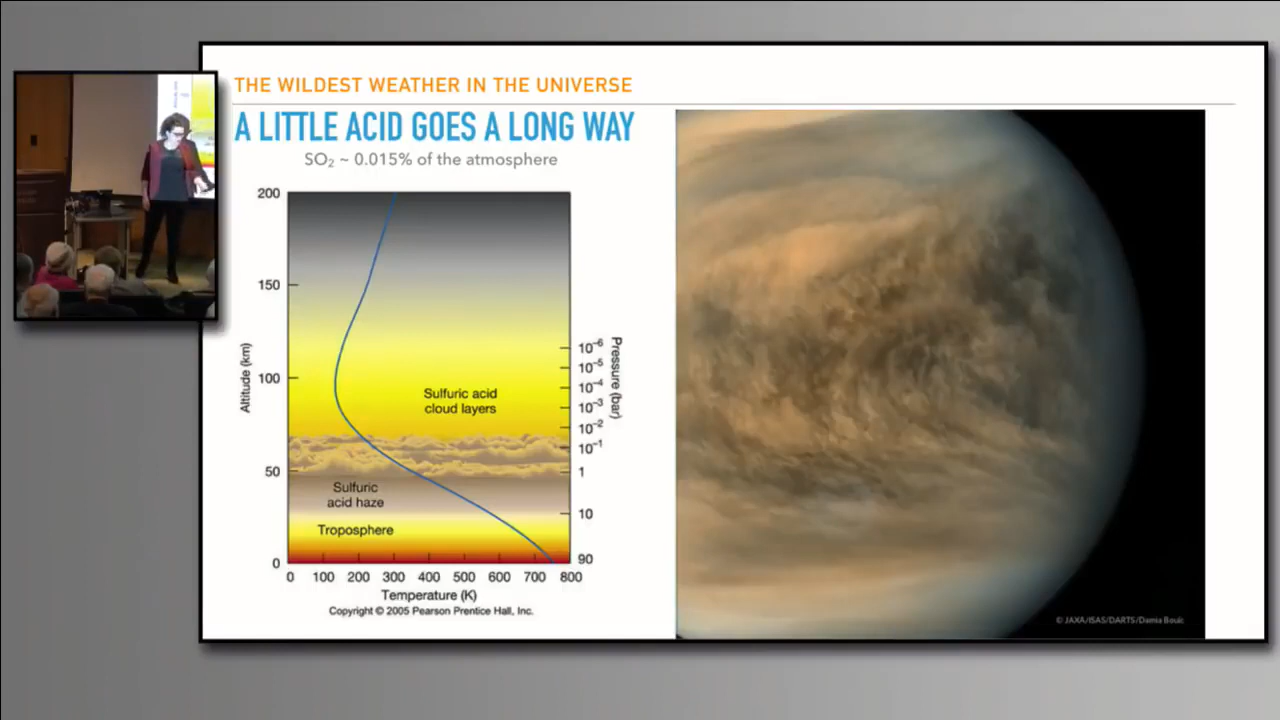 THE WILDEST WEATHER IN THE UNIVERSE
A LITTLE ACID GOES A LONG WAY
SO₂ ~ 0.015% of the atmosphere
200
150
100
50
0
Altitude (km)
Sulfuric acid
cloud layers
Sulfuric
acid haze
Troposphere
10⁻⁶
10⁻⁵
10⁻⁴
10⁻³
10⁻²
10⁻¹
1
10
90
Pressure (bar)
0 100 200 300 400 500 600 700 800
Temperature (K)
Copyright © 2005 Pearson Prentice Hall, Inc.
© JAXA/ISAS/DARTS/Damia Bouic